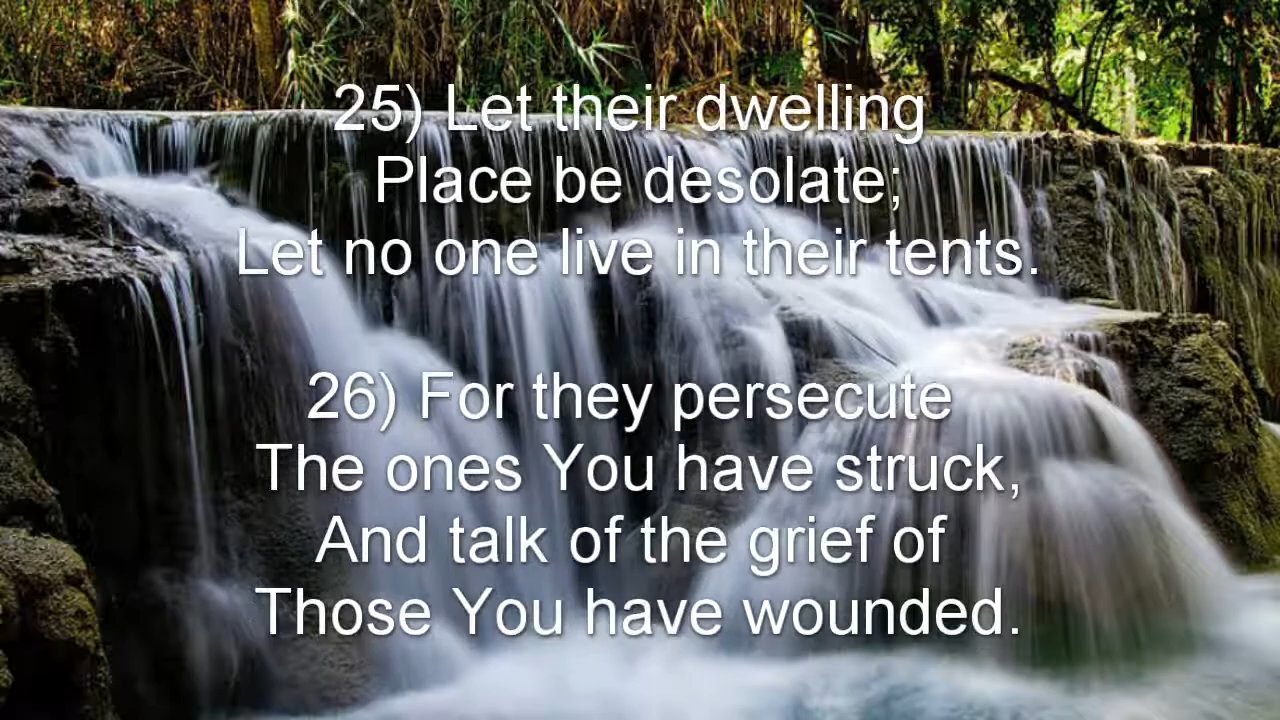 25) Let their dwelling
Place be desolate;
Let no one live in their tents.
26) For they persecute
The ones You have struck,
And talk of the grief of
Those You have wounded.